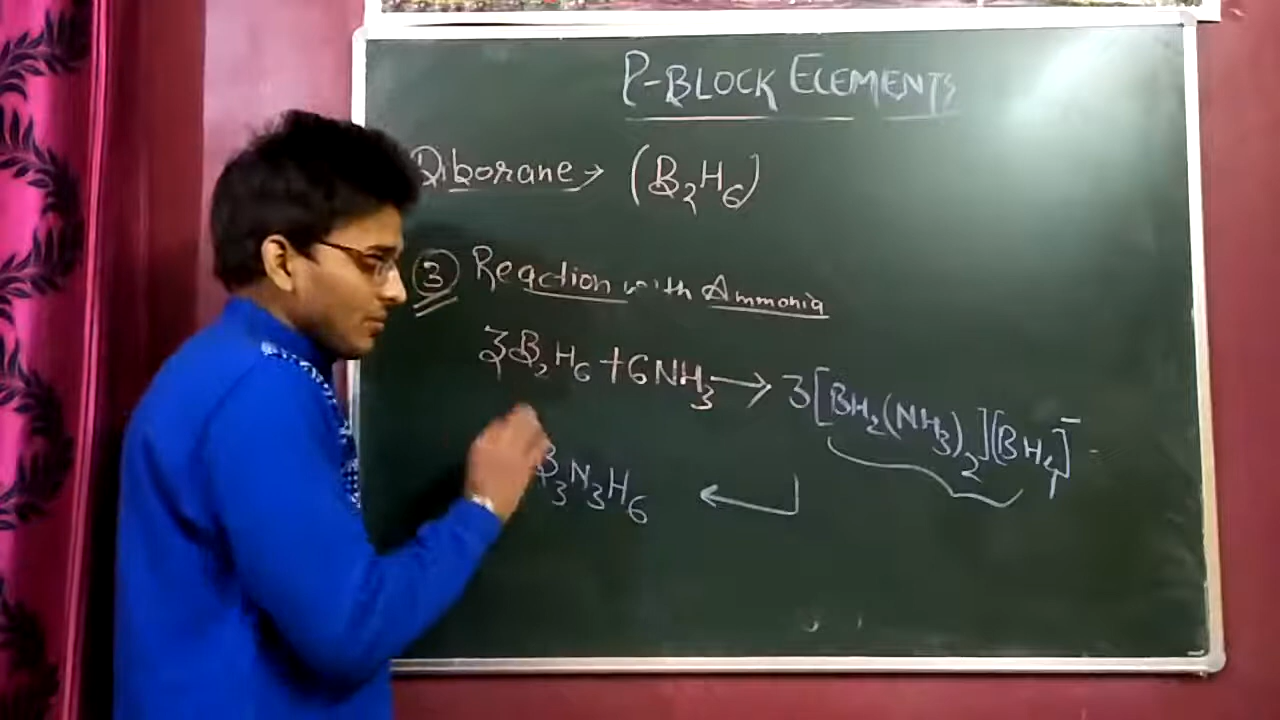 P-BLOCK ELEMENTS
Diborane → (B₂H₆)
③ Reaction with Ammonia
3B₂H₆ + 6NH₃ → 3[BH₂(NH₃)₂][BH₄]⁻
B₃N₃H₆ ←